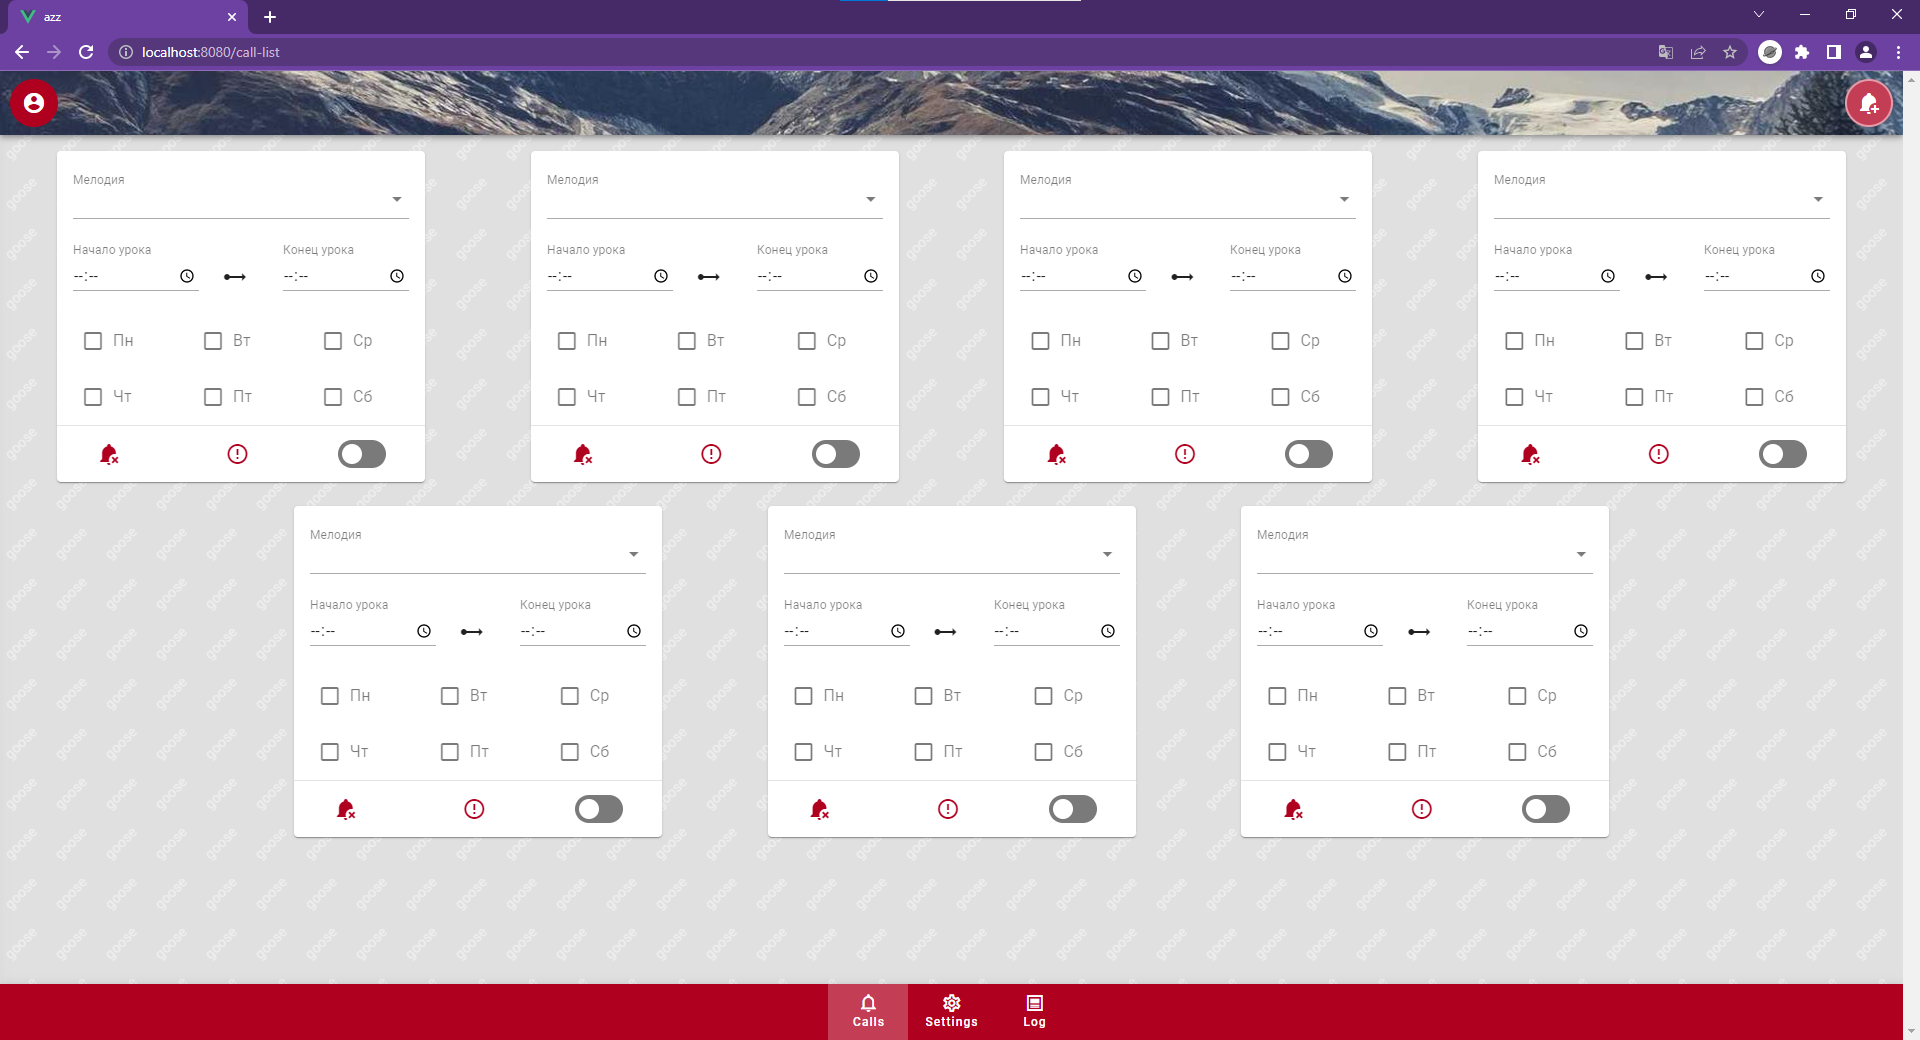 azz
localhost:8080/call-list
Мелодия
Начало урока Конец урока
--:-- --:--
Пн Вт Ср
Чт Пт Сб
Мелодия
Начало урока Конец урока
--:-- --:--
Пн Вт Ср
Чт Пт Сб
Мелодия
Начало урока Конец урока
--:-- --:--
Пн Вт Ср
Чт Пт Сб
Мелодия
Начало урока Конец урока
--:-- --:--
Пн Вт Ср
Чт Пт Сб
Мелодия
Начало урока Конец урока
--:-- --:--
Пн Вт Ср
Чт Пт Сб
Мелодия
Начало урока Конец урока
--:-- --:--
Пн Вт Ср
Чт Пт Сб
Мелодия
Начало урока Конец урока
--:-- --:--
Пн Вт Ср
Чт Пт Сб
goose
Calls Settings Log